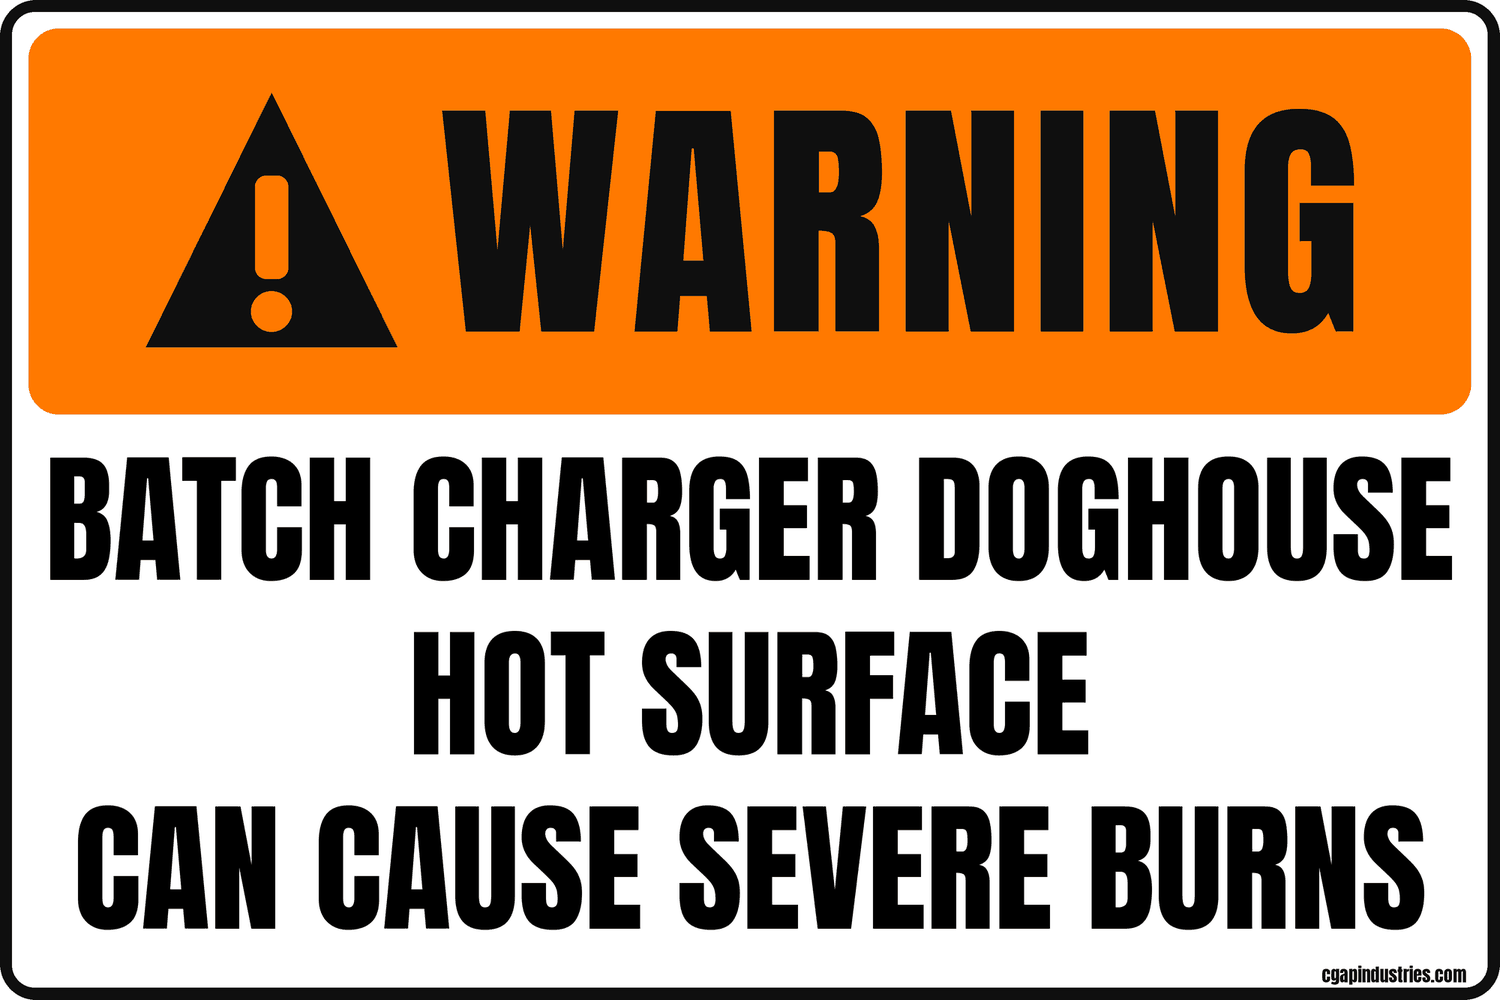 WARNING
BATCH CHARGER DOGHOUSE
HOT SURFACE
CAN CAUSE SEVERE BURNS
cgapindustries.com